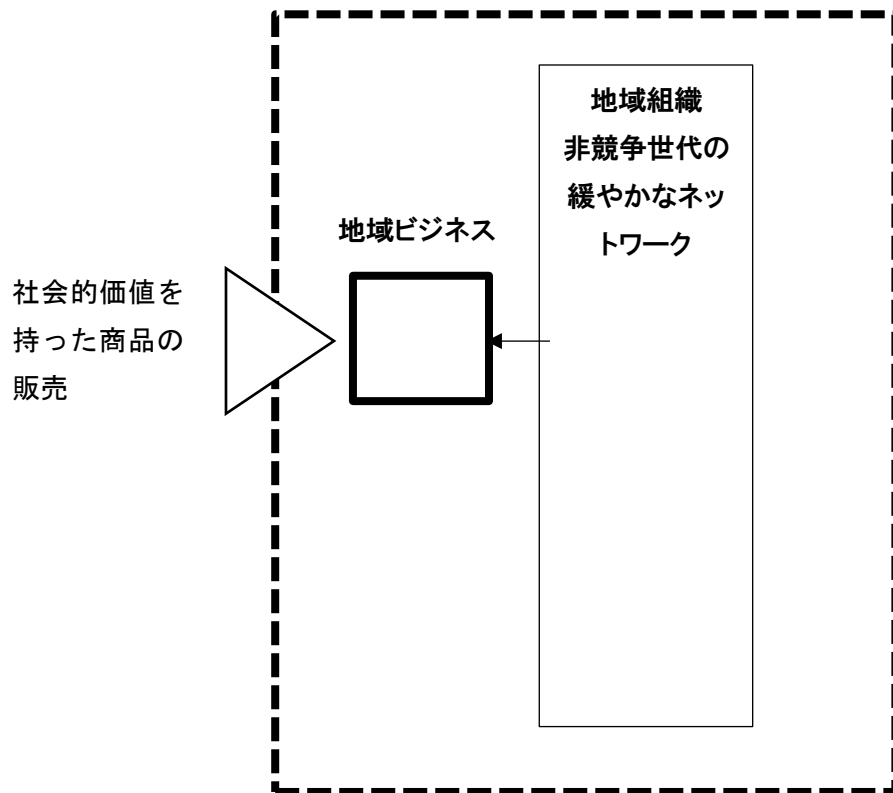 地域組織
非競争世代の
緩やかなネッ
トワーク
地域ビジネス
社会的価値を
持った商品の
販売